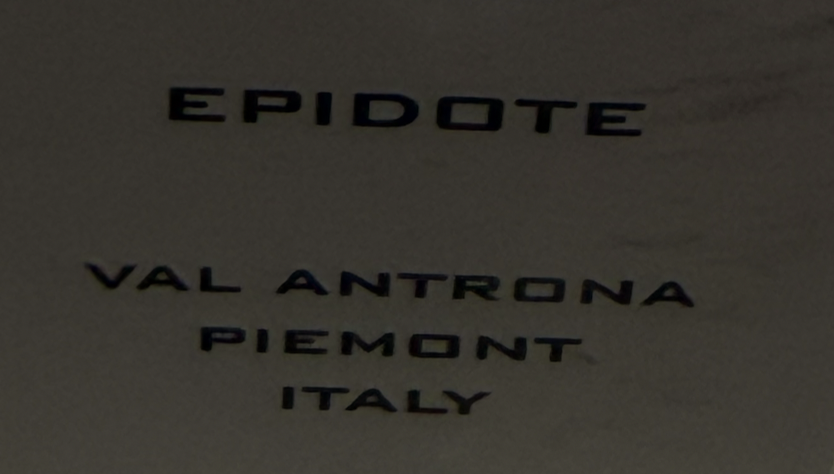 EPIDOTE
VAL ANTRONA
PIEMONT
ITALY